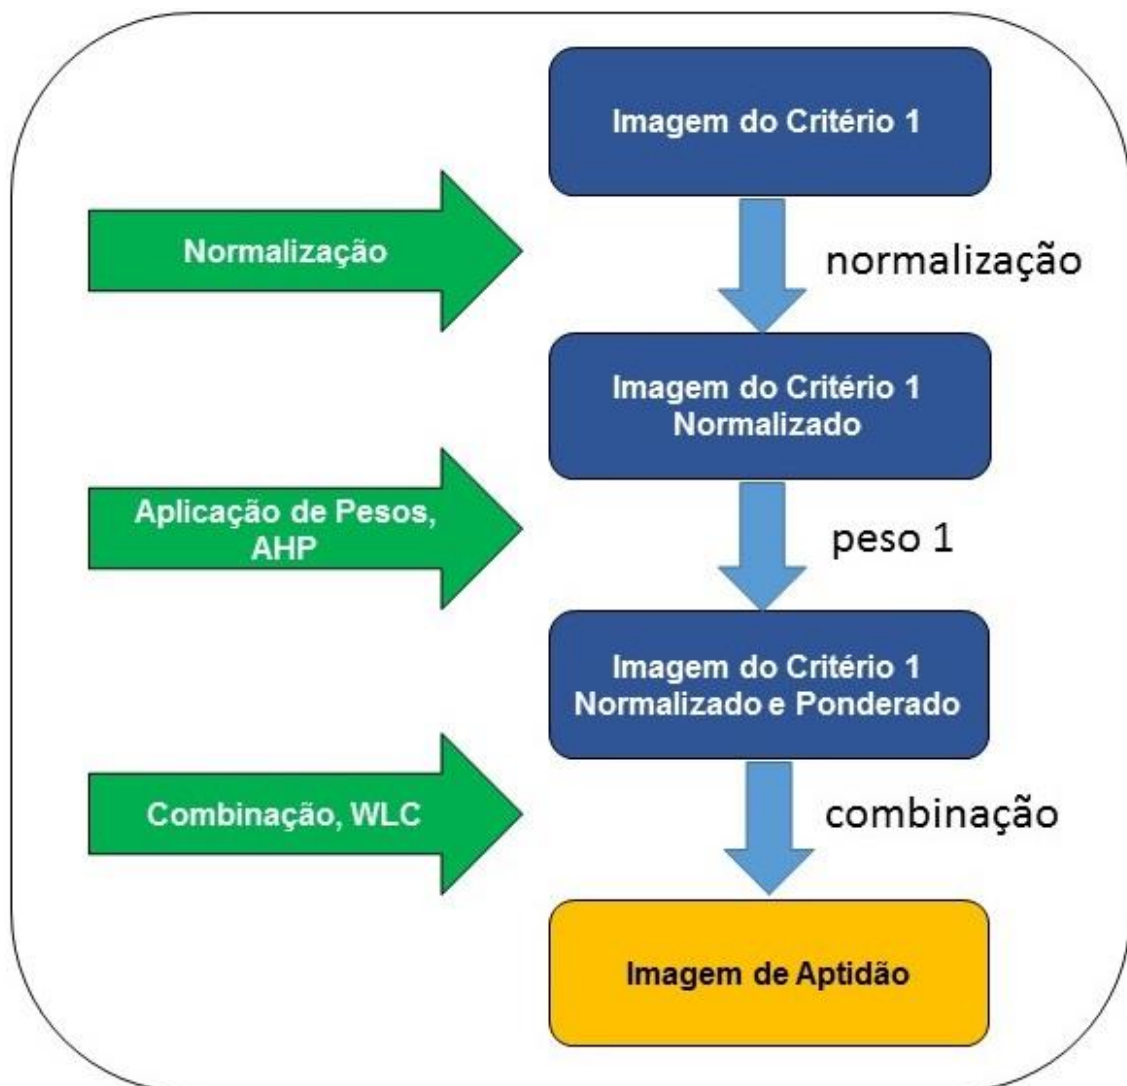 Imagem do Critério 1
Normalização
normalização
Imagem do Critério 1
Normalizado
Aplicação de Pesos,
AHP
peso 1
Imagem do Critério 1
Normalizado e Ponderado
Combinação, WLC
combinação
Imagem de Aptidão